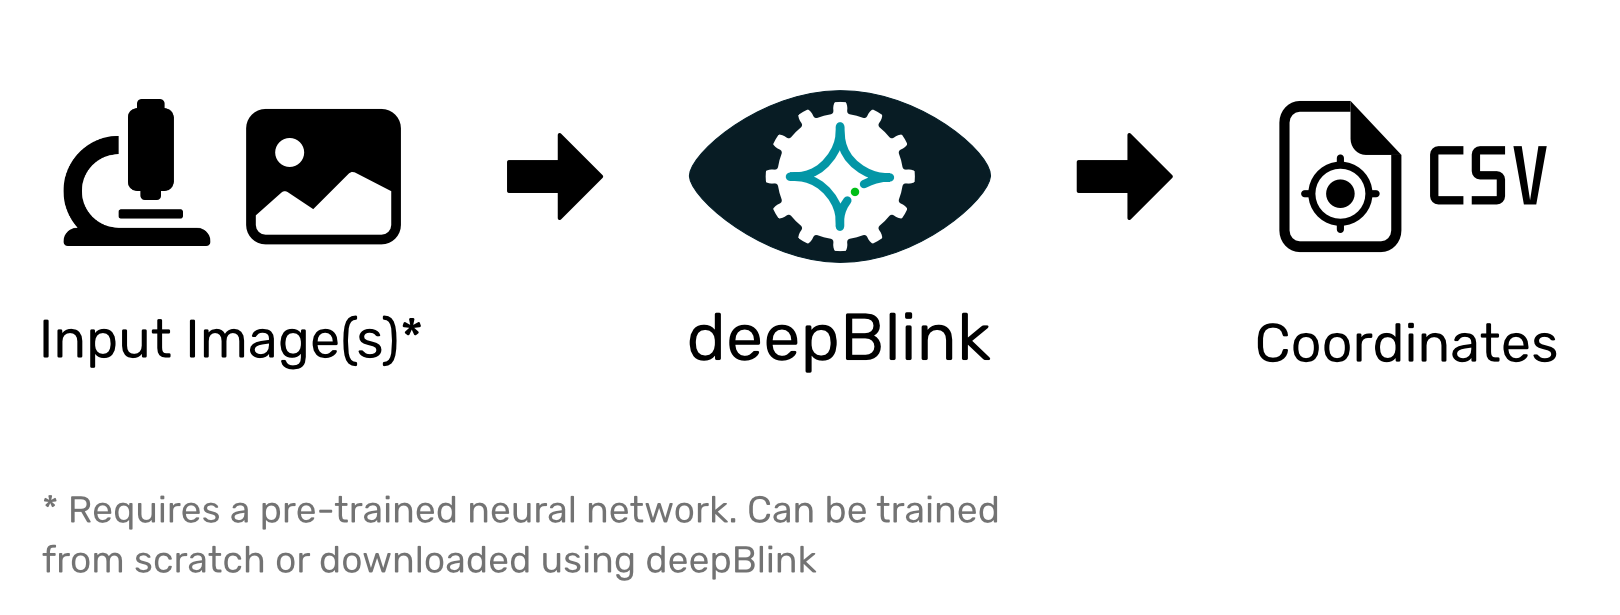 CSV
Input Image(s)*
deepBlink
Coordinates
* Requires a pre-trained neural network. Can be trained
from scratch or downloaded using deepBlink